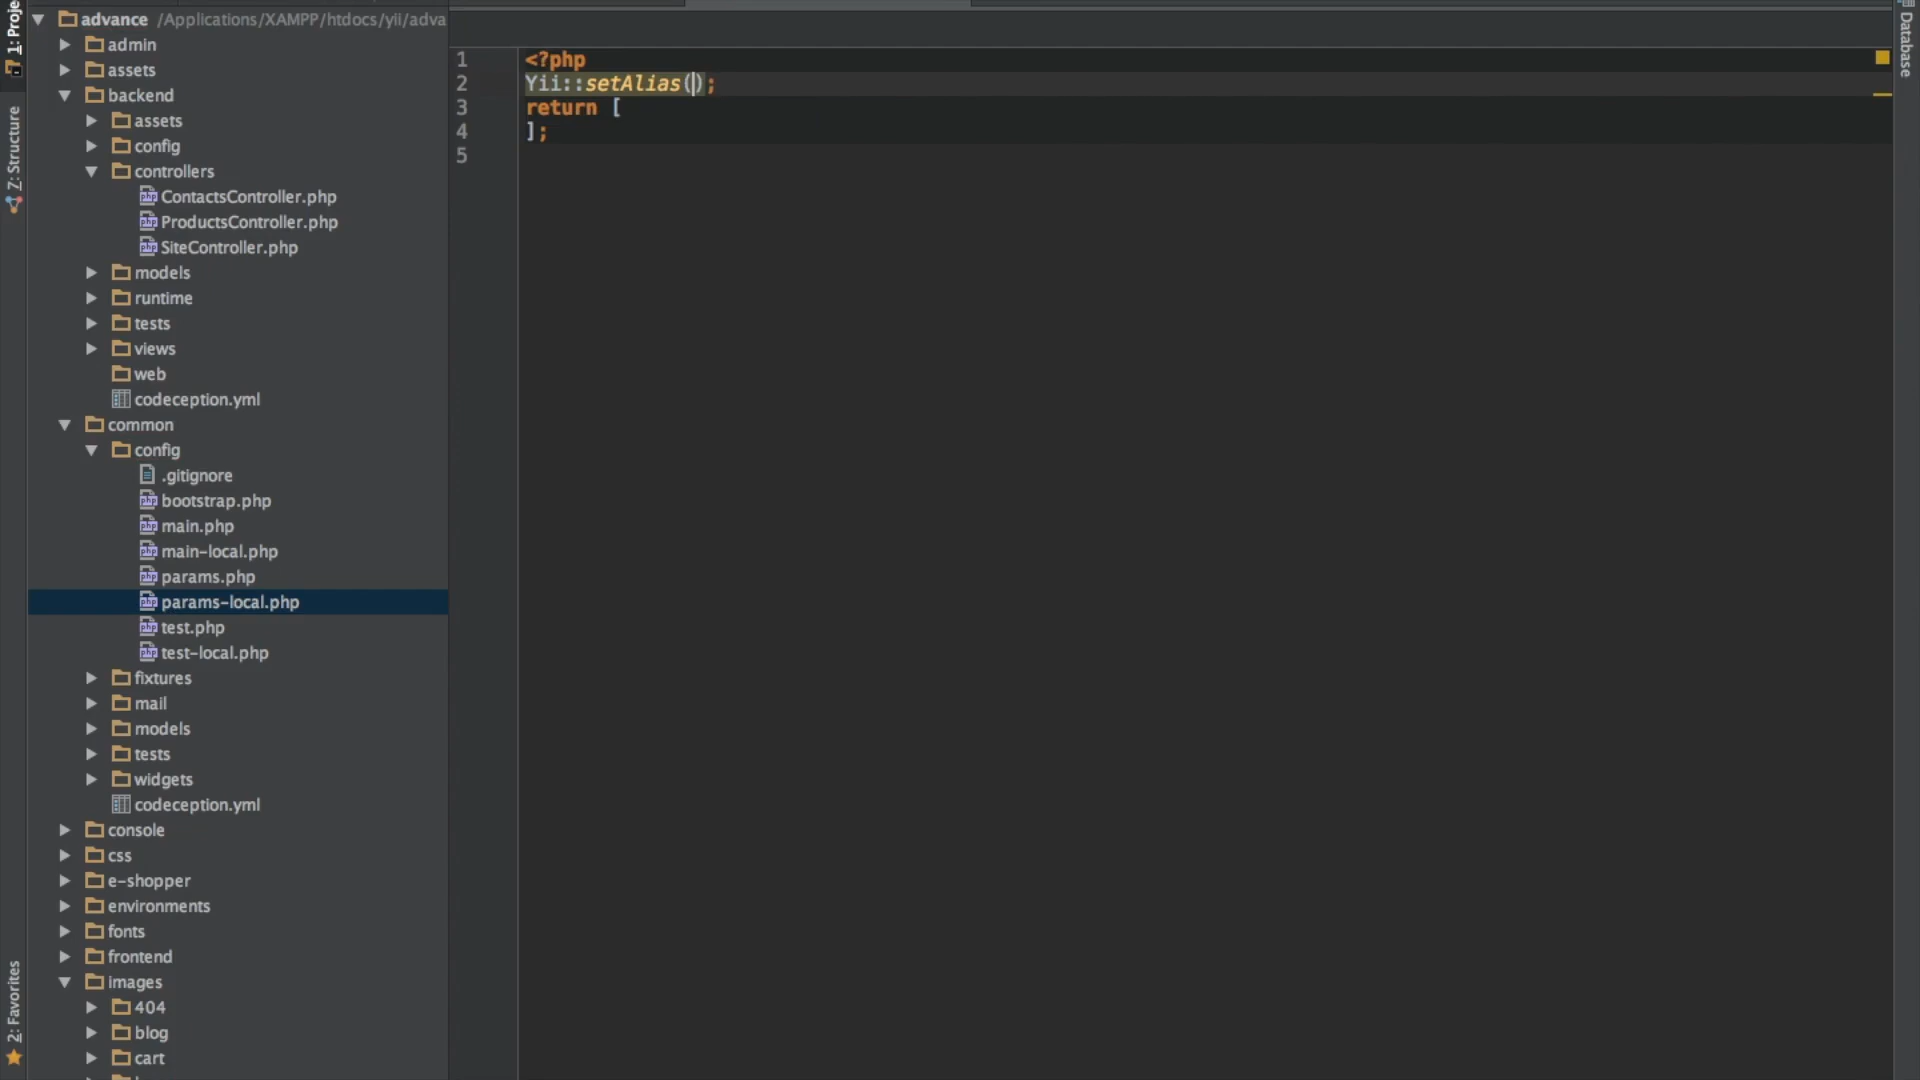 1: Proje
Z: Structure
2: Favorites
advance /Applications/XAMPP/htdocs/yii/adva
admin
assets
backend
assets
config
controllers
ContactsController.php
ProductsController.php
SiteController.php
models
runtime
tests
views
web
codeception.yml
common
config
.gitignore
bootstrap.php
main.php
main-local.php
params.php
params-local.php
test.php
test-local.php
fixtures
mail
models
tests
widgets
codeception.yml
console
css
e-shopper
environments
fonts
frontend
images
404
blog
cart
1 <?php
2 Yii::setAlias();
3 return [
4 ];
5
Database